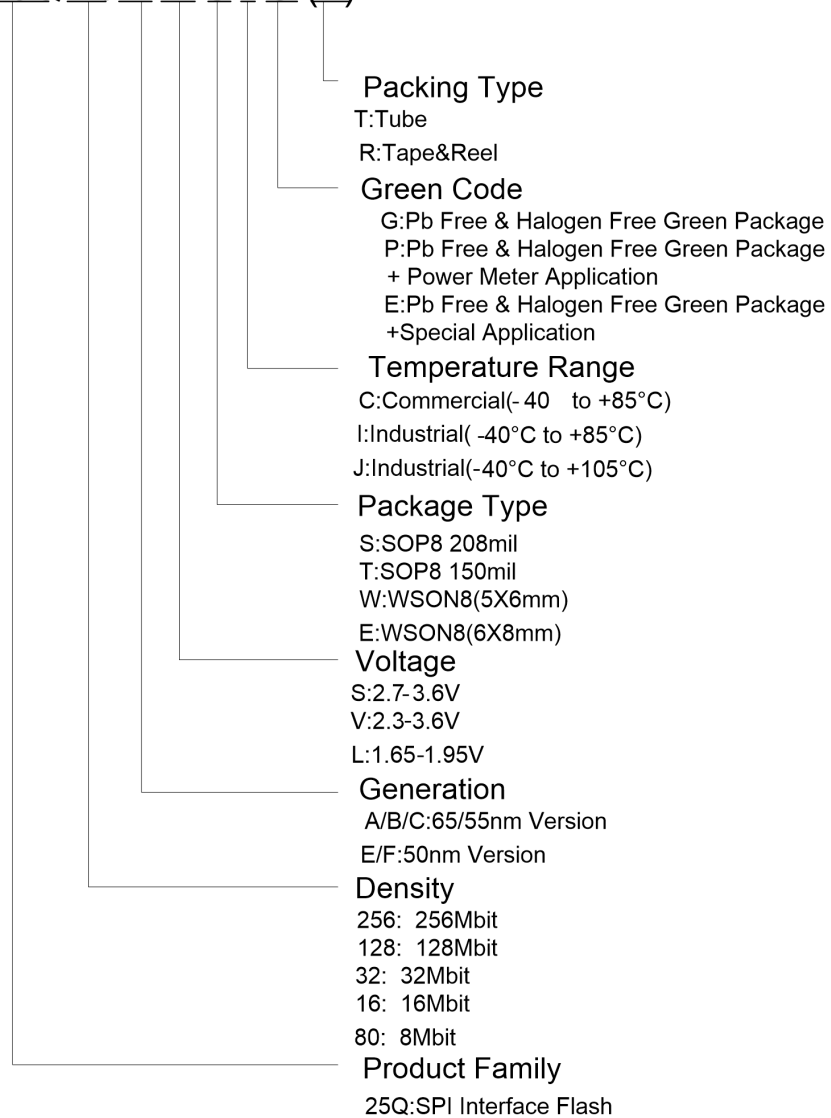 Packing Type
T:Tube
R:Tape&Reel
Green Code
G:Pb Free & Halogen Free Green Package
P:Pb Free & Halogen Free Green Package
+ Power Meter Application
E:Pb Free & Halogen Free Green Package
+Special Application
Temperature Range
C:Commercial(- 40 to +85°C)
I:Industrial( -40°C to +85°C)
J:Industrial(-40°C to +105°C)
Package Type
S:SOP8 208mil
T:SOP8 150mil
W:WSON8(5X6mm)
E:WSON8(6X8mm)
Voltage
S:2.7-3.6V
V:2.3-3.6V
L:1.65-1.95V
Generation
A/B/C:65/55nm Version
E/F:50nm Version
Density
256: 256Mbit
128: 128Mbit
32: 32Mbit
16: 16Mbit
80: 8Mbit
Product Family
25Q:SPI Interface Flash